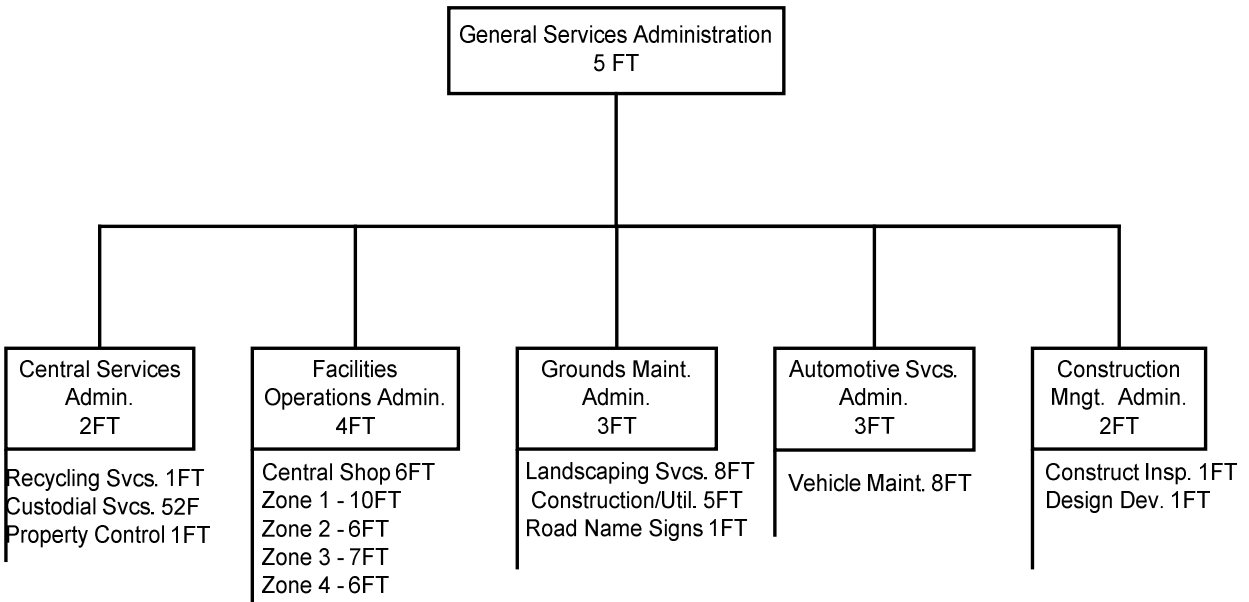 General Services Administration
5 FT
Central Services
Admin.
2FT
Recycling Svcs. 1FT
Custodial Svcs. 52F
Property Control 1FT
Facilities
Operations Admin.
4FT
Central Shop 6FT
Zone 1 - 10FT
Zone 2 - 6FT
Zone 3 - 7FT
Zone 4 - 6FT
Grounds Maint.
Admin.
3FT
Landscaping Svcs. 8FT
Construction/Util. 5FT
Road Name Signs 1FT
Automotive Svcs.
Admin.
3FT
Vehicle Maint. 8FT
Construction
Mngt. Admin.
2FT
Construct Insp. 1FT
Design Dev. 1FT